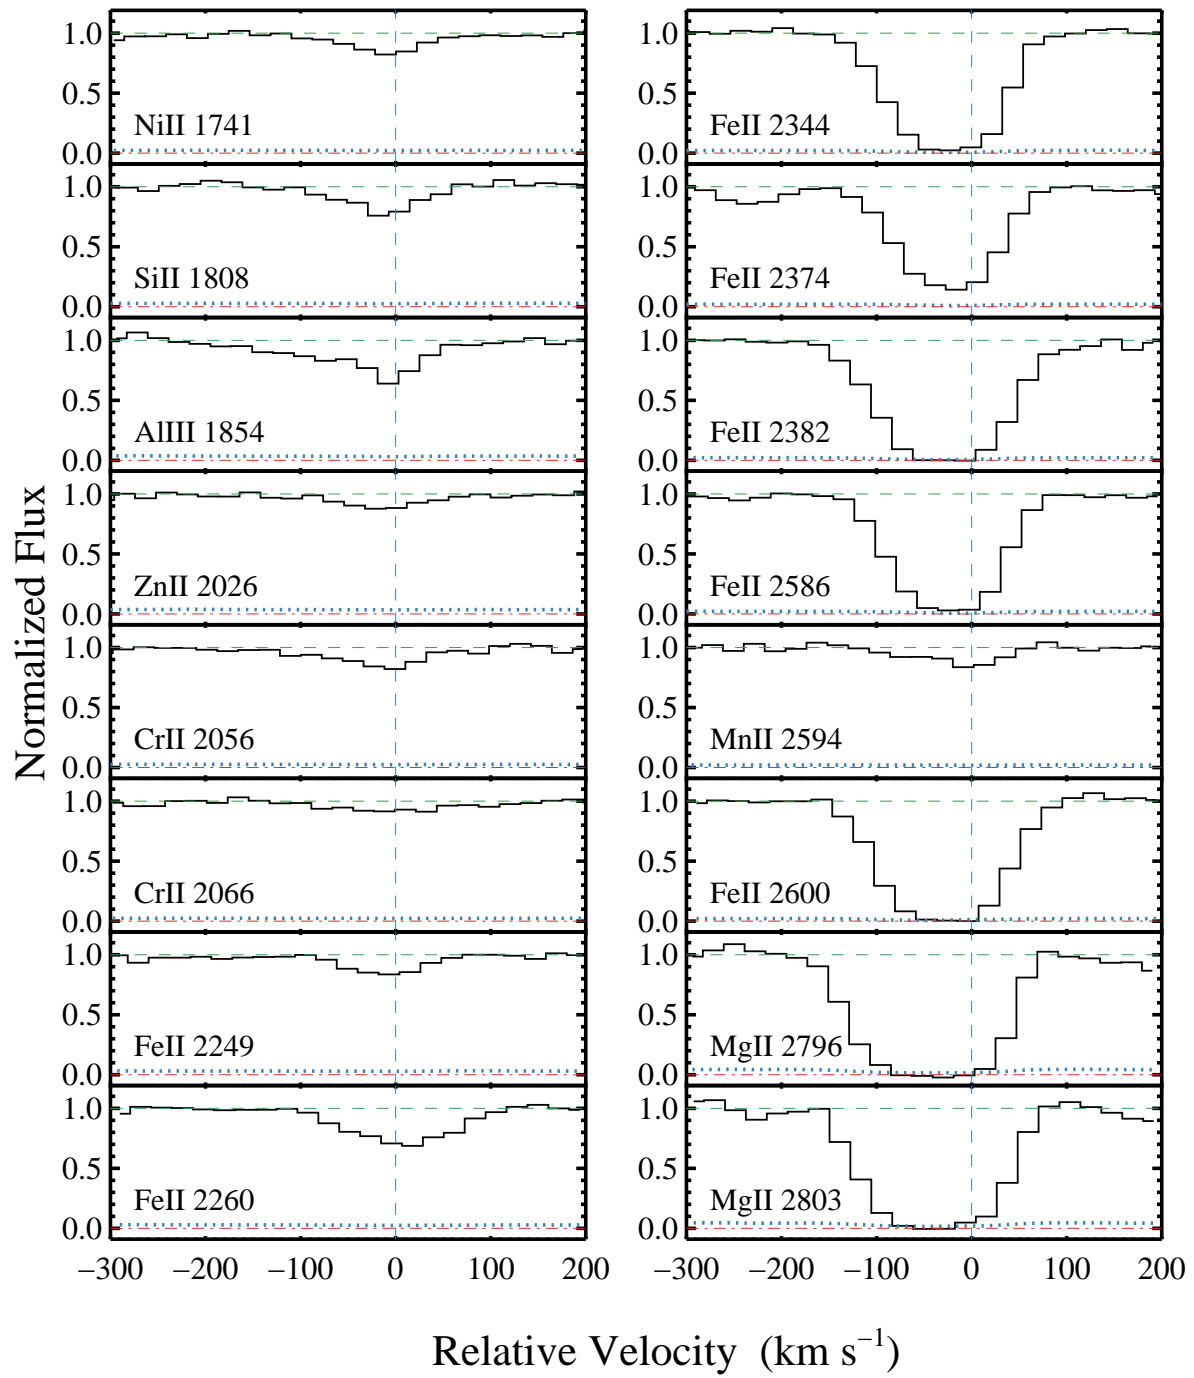 Normalized Flux
1.0
0.5
0.0
NiII 1741
1.0
0.5
0.0
SiII 1808
1.0
0.5
0.0
AlIII 1854
1.0
0.5
0.0
ZnII 2026
1.0
0.5
0.0
CrII 2056
1.0
0.5
0.0
CrII 2066
1.0
0.5
0.0
FeII 2249
1.0
0.5
0.0
FeII 2260
−300 −200 −100 0 100 200
1.0
0.5
0.0
FeII 2344
1.0
0.5
0.0
FeII 2374
1.0
0.5
0.0
FeII 2382
1.0
0.5
0.0
FeII 2586
1.0
0.5
0.0
MnII 2594
1.0
0.5
0.0
FeII 2600
1.0
0.5
0.0
MgII 2796
1.0
0.5
0.0
MgII 2803
−300 −200 −100 0 100 200
Relative Velocity (km s⁻¹)